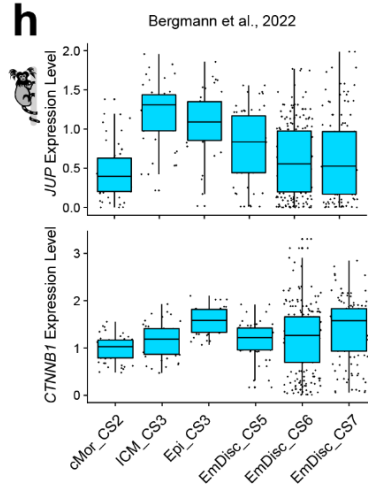 h
Bergmann et al., 2022
JUP Expression Level
2.0
1.5
1.0
0.5
0.0
CTNNB1 Expression Level
3
2
1
0
cMor_CS2
ICM_CS3
Epi_CS3
EmDisc_CS5
EmDisc_CS6
EmDisc_CS7